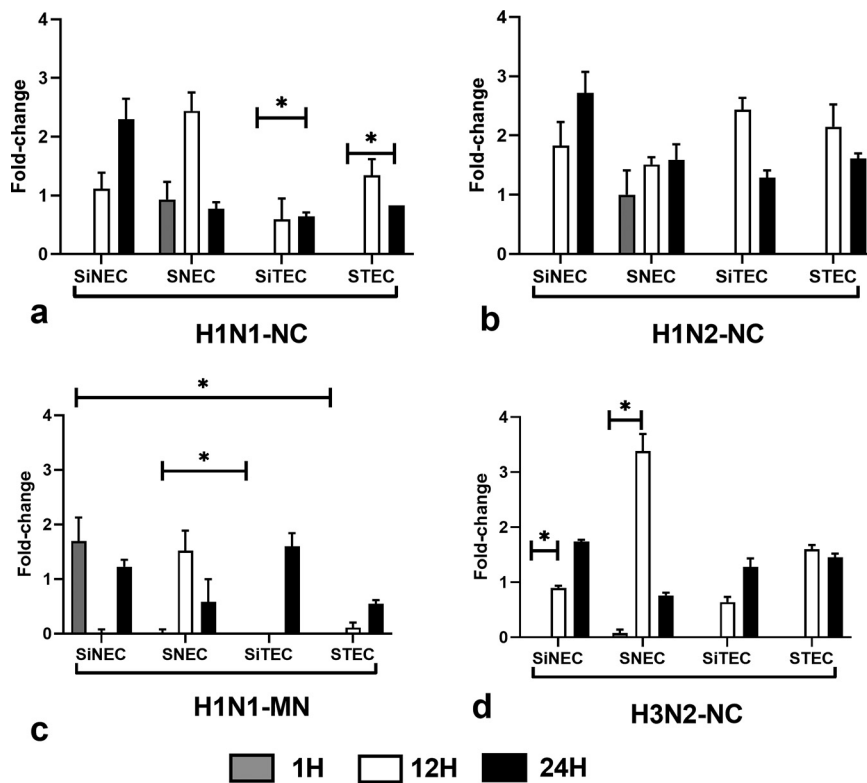 4
3
2
1
0
Fold-change
*
*
SiNEC SNEC SiTEC STEC
a
H1N1-NC
4
3
2
1
0
Fold-change
SiNEC SNEC SiTEC STEC
b
H1N2-NC
4
3
2
1
0
Fold-change
*
*
SiNEC SNEC SiTEC STEC
c
H1N1-MN
4
3
2
1
0
Fold-change
*
*
SiNEC SNEC SiTEC STEC
d
H3N2-NC
1H 12H 24H